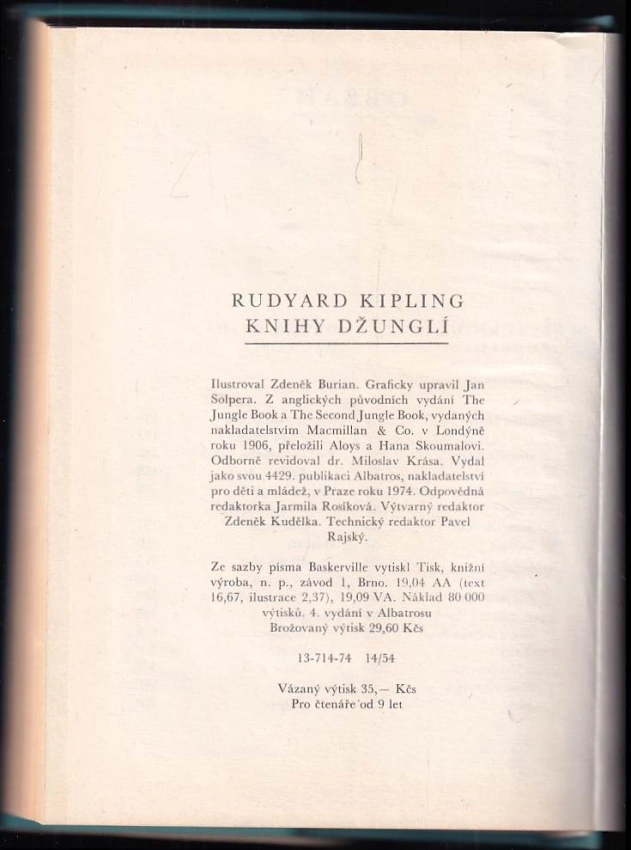 RUDYARD KIPLING
KNIHY DŽUNGLÍ
Ilustroval Zdeněk Burian. Graficky upravil Jan
Solpera. Z anglických původních vydání The
Jungle Book a The Second Jungle Book, vydaných
nakladatelstvím Macmillan & Co. v Londýně
roku 1906, přeložili Aloys a Hana Skoumalovi.
Odborně revidoval dr. Miloslav Krása. Vydal
jako svou 4429. publikaci Albatros, nakladatelství
pro děti a mládež, v Praze roku 1974. Odpovědná
redaktorka Jarmila Rosíková. Výtvarný redaktor
Zdeněk Kudělka. Technický redaktor Pavel
Rajský.
Ze sazby písma Baskerville vytiskl Tisk, knižní
výroba, n. p., závod 1, Brno. 19,04 AA (text
16,67, ilustrace 2,37), 19,09 VA. Náklad 80 000
výtisků. 4. vydání v Albatrosu
Brožovaný výtisk 29,60 Kčs
13-714-74 14/54
Vázaný výtisk 35,— Kčs
Pro čtenáře od 9 let